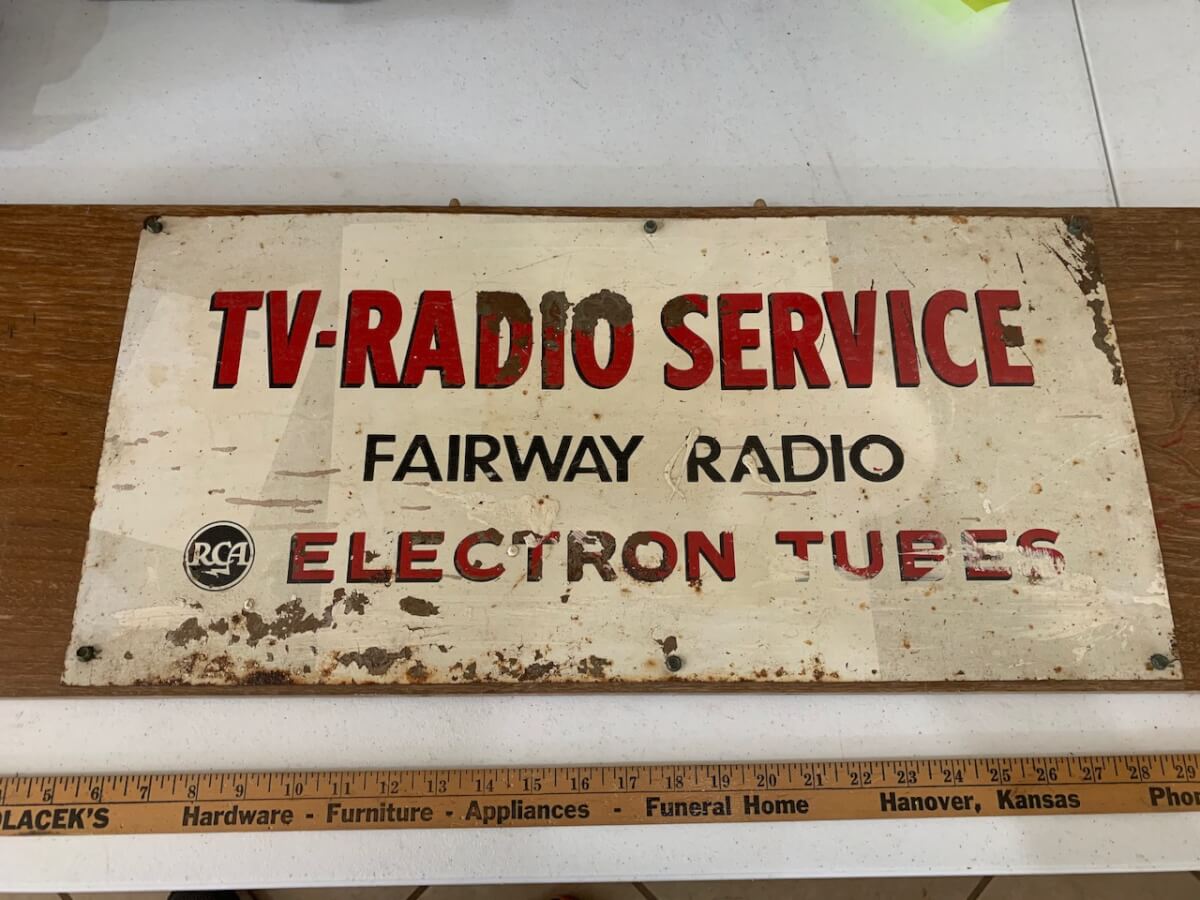 TV-RADIO SERVICE
FAIRWAY RADIO
RCA ELECTRON TUBES
5 6 7 8 9 10 11 12 13 14 15 16 17 18 19 20 21 22 23 24 25 26 27 28 29
LACEK'S Hardware - Furniture - Appliances - Funeral Home Hanover, Kansas Phon